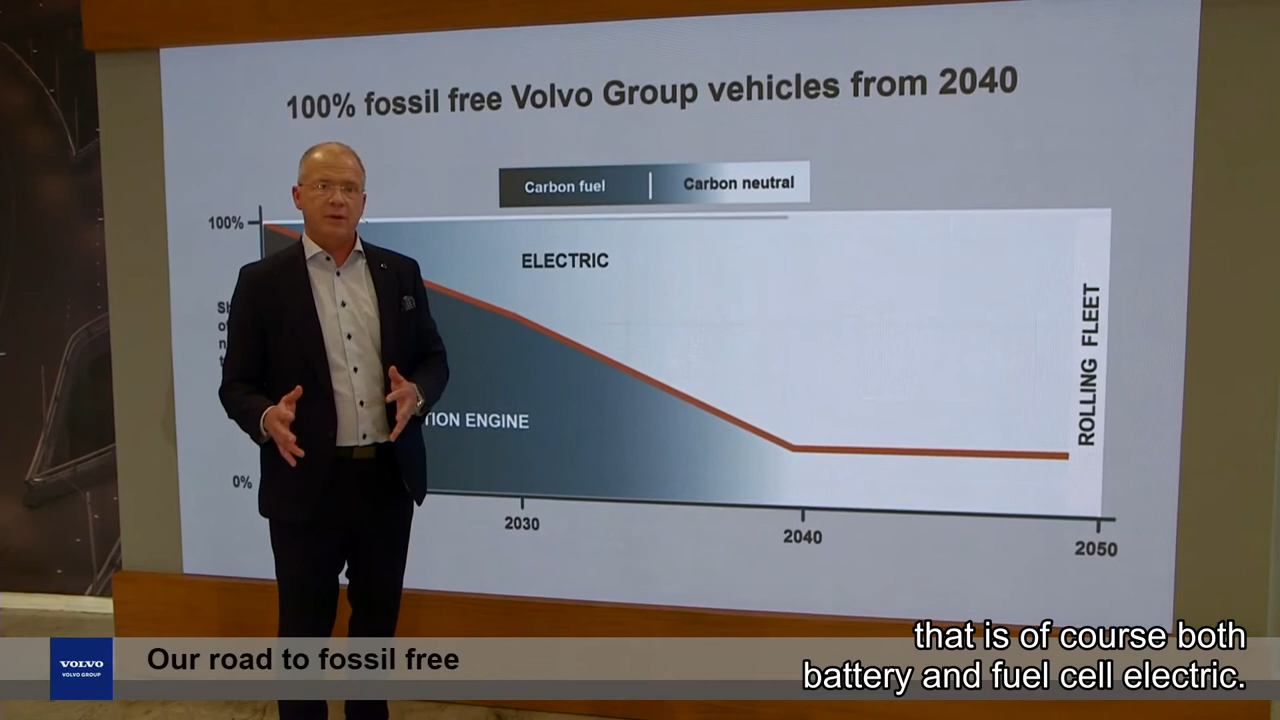 100% fossil free Volvo Group vehicles from 2040
Carbon fuel | Carbon neutral
100%
ELECTRIC
ROLLING FLEET
ENGINE
0%
2030
2040
2050
that is of course both
battery and fuel cell electric.
Our road to fossil free
VOLVO
VOLVO GROUP